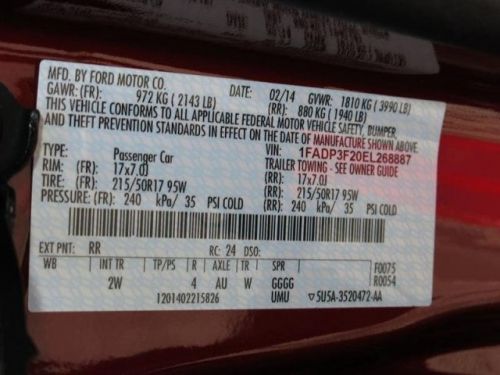 MFD. BY FORD MOTOR CO.
02/14 GVWR: 1810 KG ( 3990 LB)
GAWR: (FR): 972 KG ( 2143 LB) (RR): 880 KG ( 1940 LB)
THIS VEHICLE CONFORMS TO ALL APPLICABLE FEDERAL MOTOR VEHICLE SAFETY, BUMPER,
AND THEFT PREVENTION STANDARDS IN EFFECT ON THE DATE OF MANUFACTURE SHOWN ABOVE
VIN: 1FADP3F20EL268887
TYPE: Passenger Car TRAILER TOWING - SEE OWNER GUIDE
RIM: (FR): 17x7.0J (RR): 17x7.0J
TIRE: (FR): 215/50R17 95W (RR): 215/50R17 95W
PRESSURE: (FR): 240 kPa/ 35 PSI COLD (RR): 240 kPa/ 35 PSI COLD
EXT PNT: RR RC: 24 DSO: F0075
WB INT TR TP/PS R AXLE TR SPR R0054
2W 4 AU W GGGG
1201402215826 UMU ▽5U5A-3520472-AA